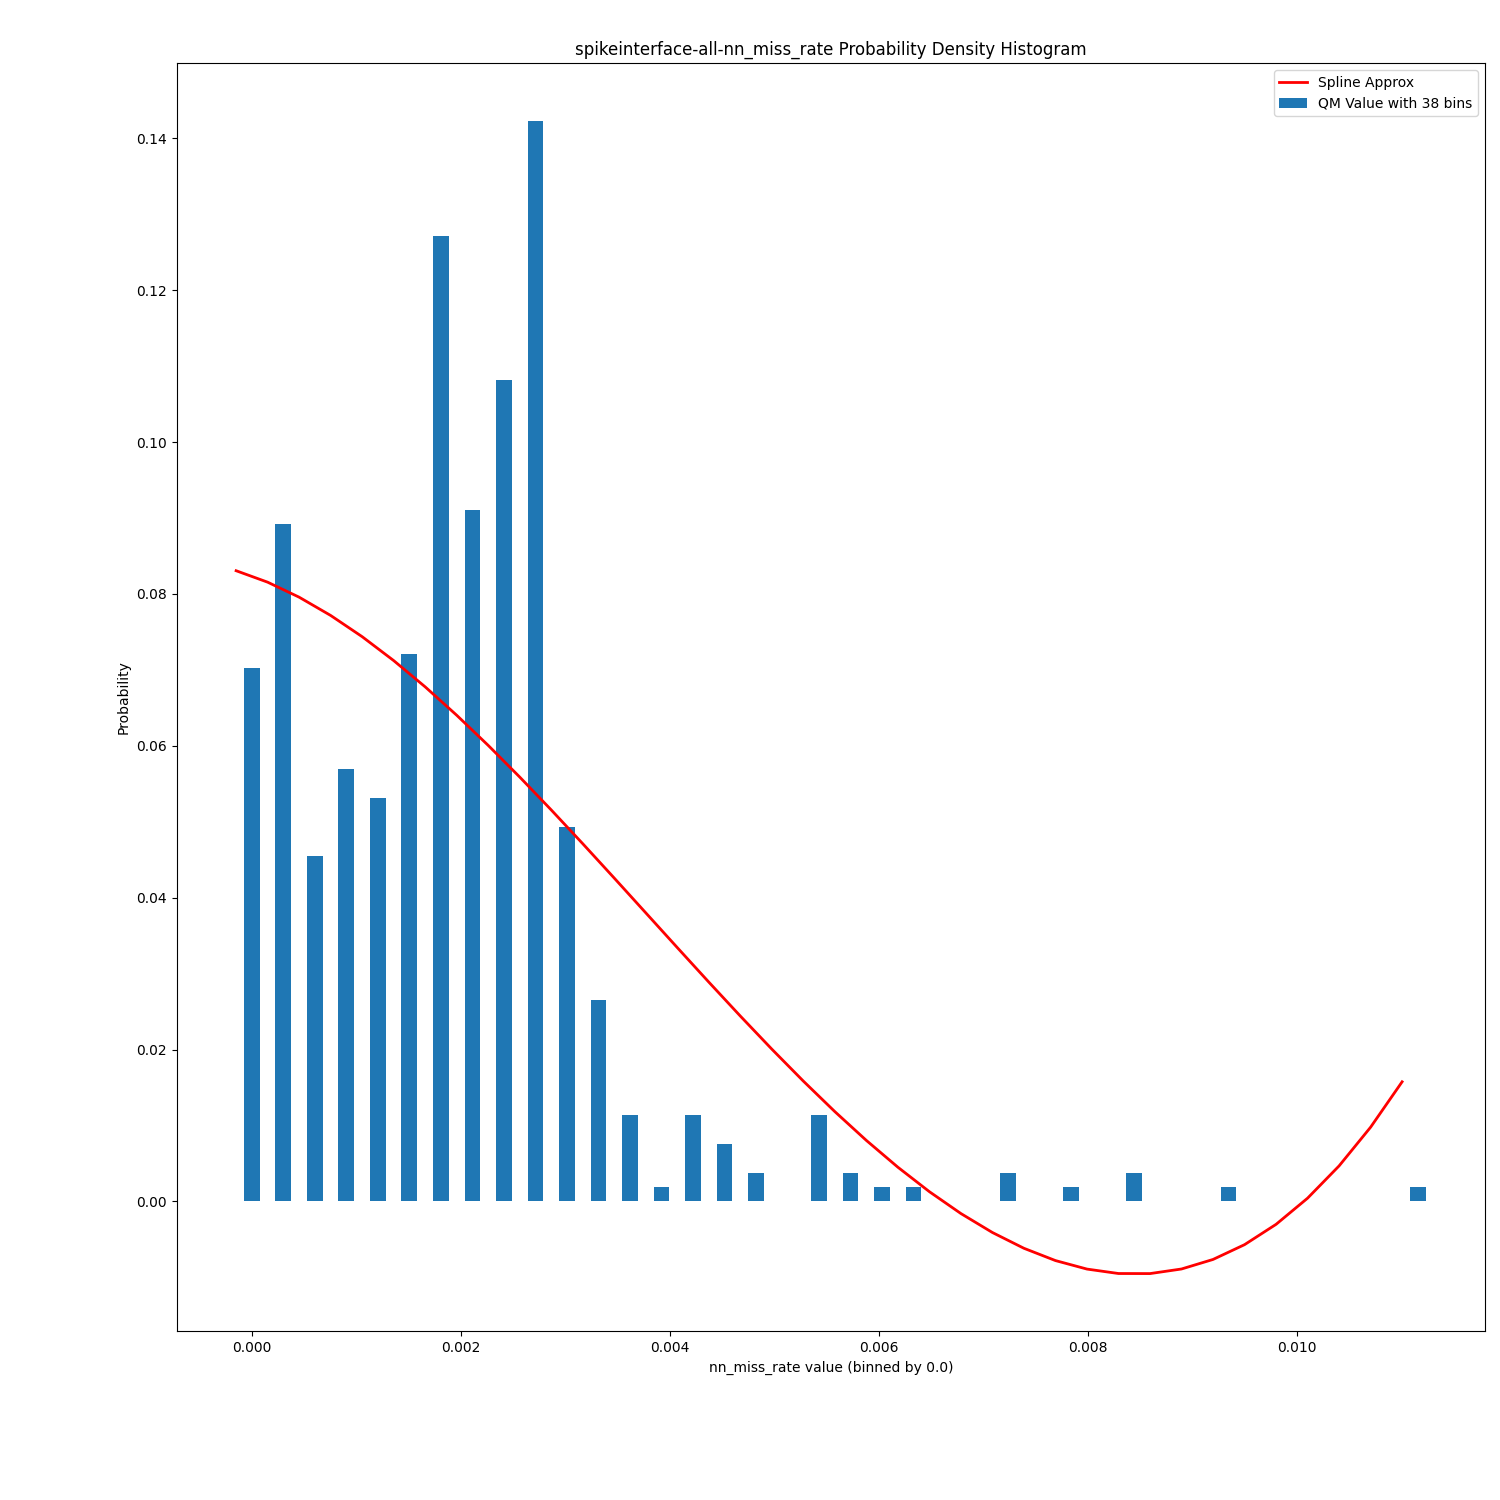 spikeinterface-all-nn_miss_rate Probability Density Histogram
Spline Approx
QM Value with 38 bins
0.14
0.12
0.10
0.08
0.06
0.04
0.02
0.00
Probability
0.000 0.002 0.004 0.006 0.008 0.010
nn_miss_rate value (binned by 0.0)